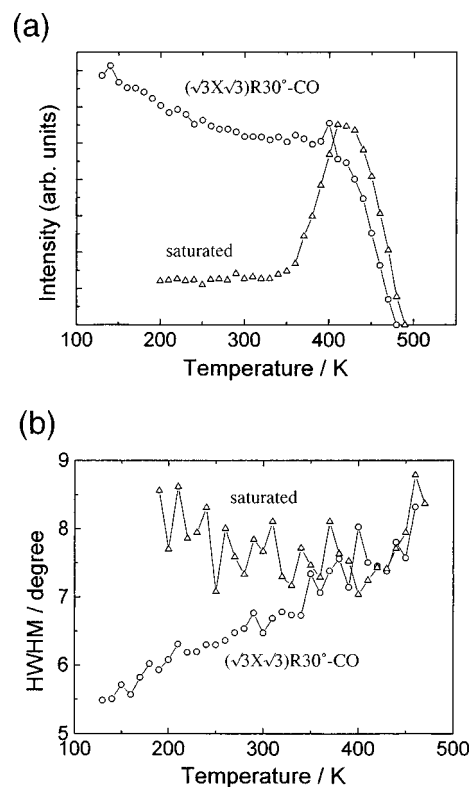 (a)
(√3X√3)R30°-CO
saturated
Intensity (arb. units)
100 200 300 400 500
Temperature / K
(b)
9
saturated
8
7
HWHM / degree
6
(√3X√3)R30°-CO
5
100 200 300 400 500
Temperature / K